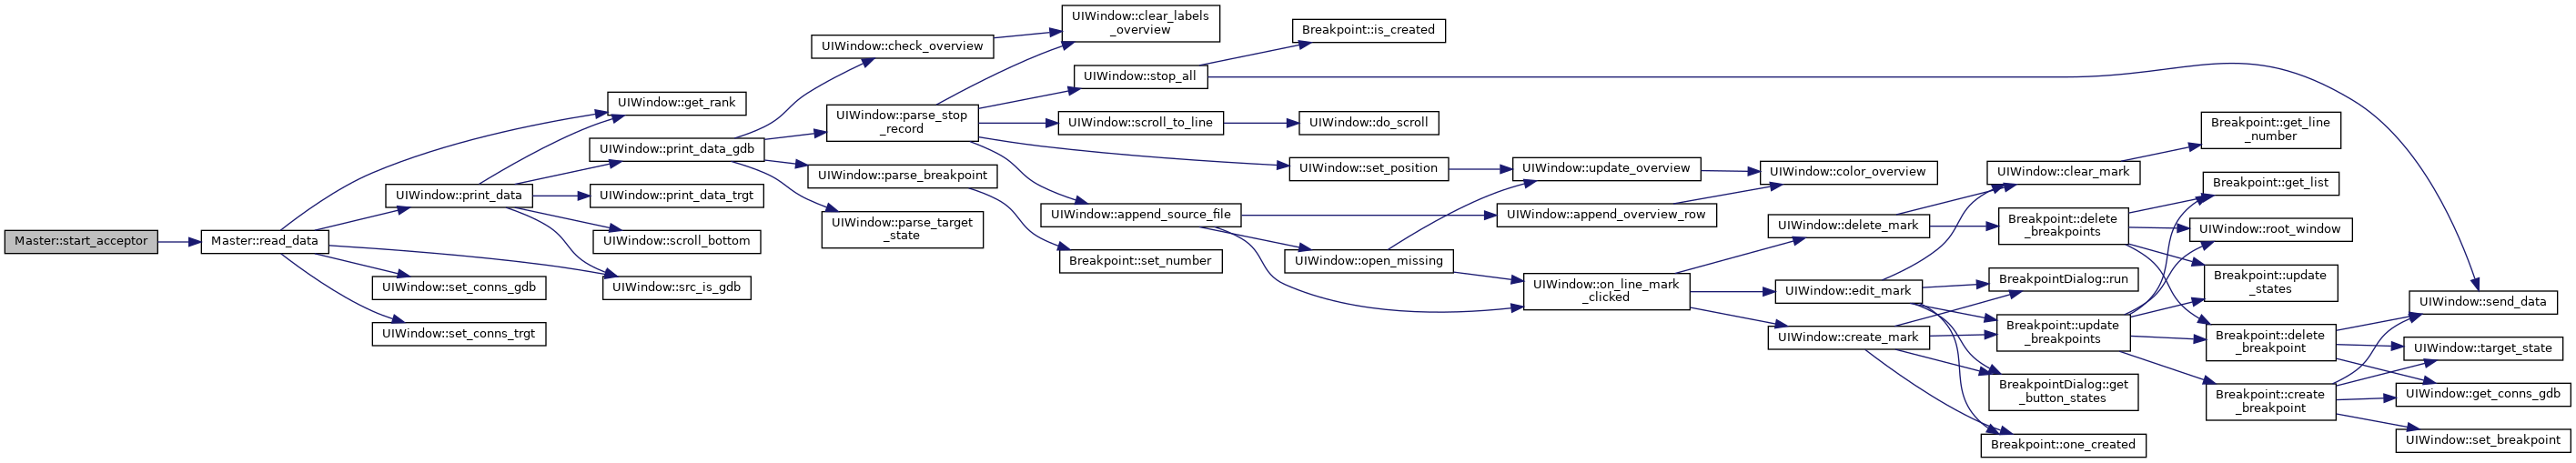 Master::start_acceptor
Master::read_data
UIWindow::get_rank
UIWindow::print_data
UIWindow::set_conns_gdb
UIWindow::set_conns_trgt
UIWindow::print_data_gdb
UIWindow::print_data_trgt
UIWindow::scroll_bottom
UIWindow::src_is_gdb
UIWindow::check_overview
UIWindow::parse_stop
_record
UIWindow::parse_breakpoint
UIWindow::parse_target
_state
UIWindow::clear_labels
_overview
UIWindow::stop_all
UIWindow::scroll_to_line
UIWindow::append_source_file
Breakpoint::set_number
Breakpoint::is_created
UIWindow::do_scroll
UIWindow::set_position
UIWindow::open_missing
UIWindow::update_overview
UIWindow::append_overview_row
UIWindow::on_line_mark
_clicked
UIWindow::color_overview
UIWindow::delete_mark
UIWindow::edit_mark
UIWindow::create_mark
UIWindow::clear_mark
Breakpoint::delete
_breakpoints
BreakpointDialog::run
Breakpoint::update
_breakpoints
BreakpointDialog::get
_button_states
Breakpoint::one_created
Breakpoint::get_line
_number
Breakpoint::get_list
UIWindow::root_window
Breakpoint::update
_states
Breakpoint::delete
_breakpoint
Breakpoint::create
_breakpoint
UIWindow::send_data
UIWindow::target_state
UIWindow::get_conns_gdb
UIWindow::set_breakpoint